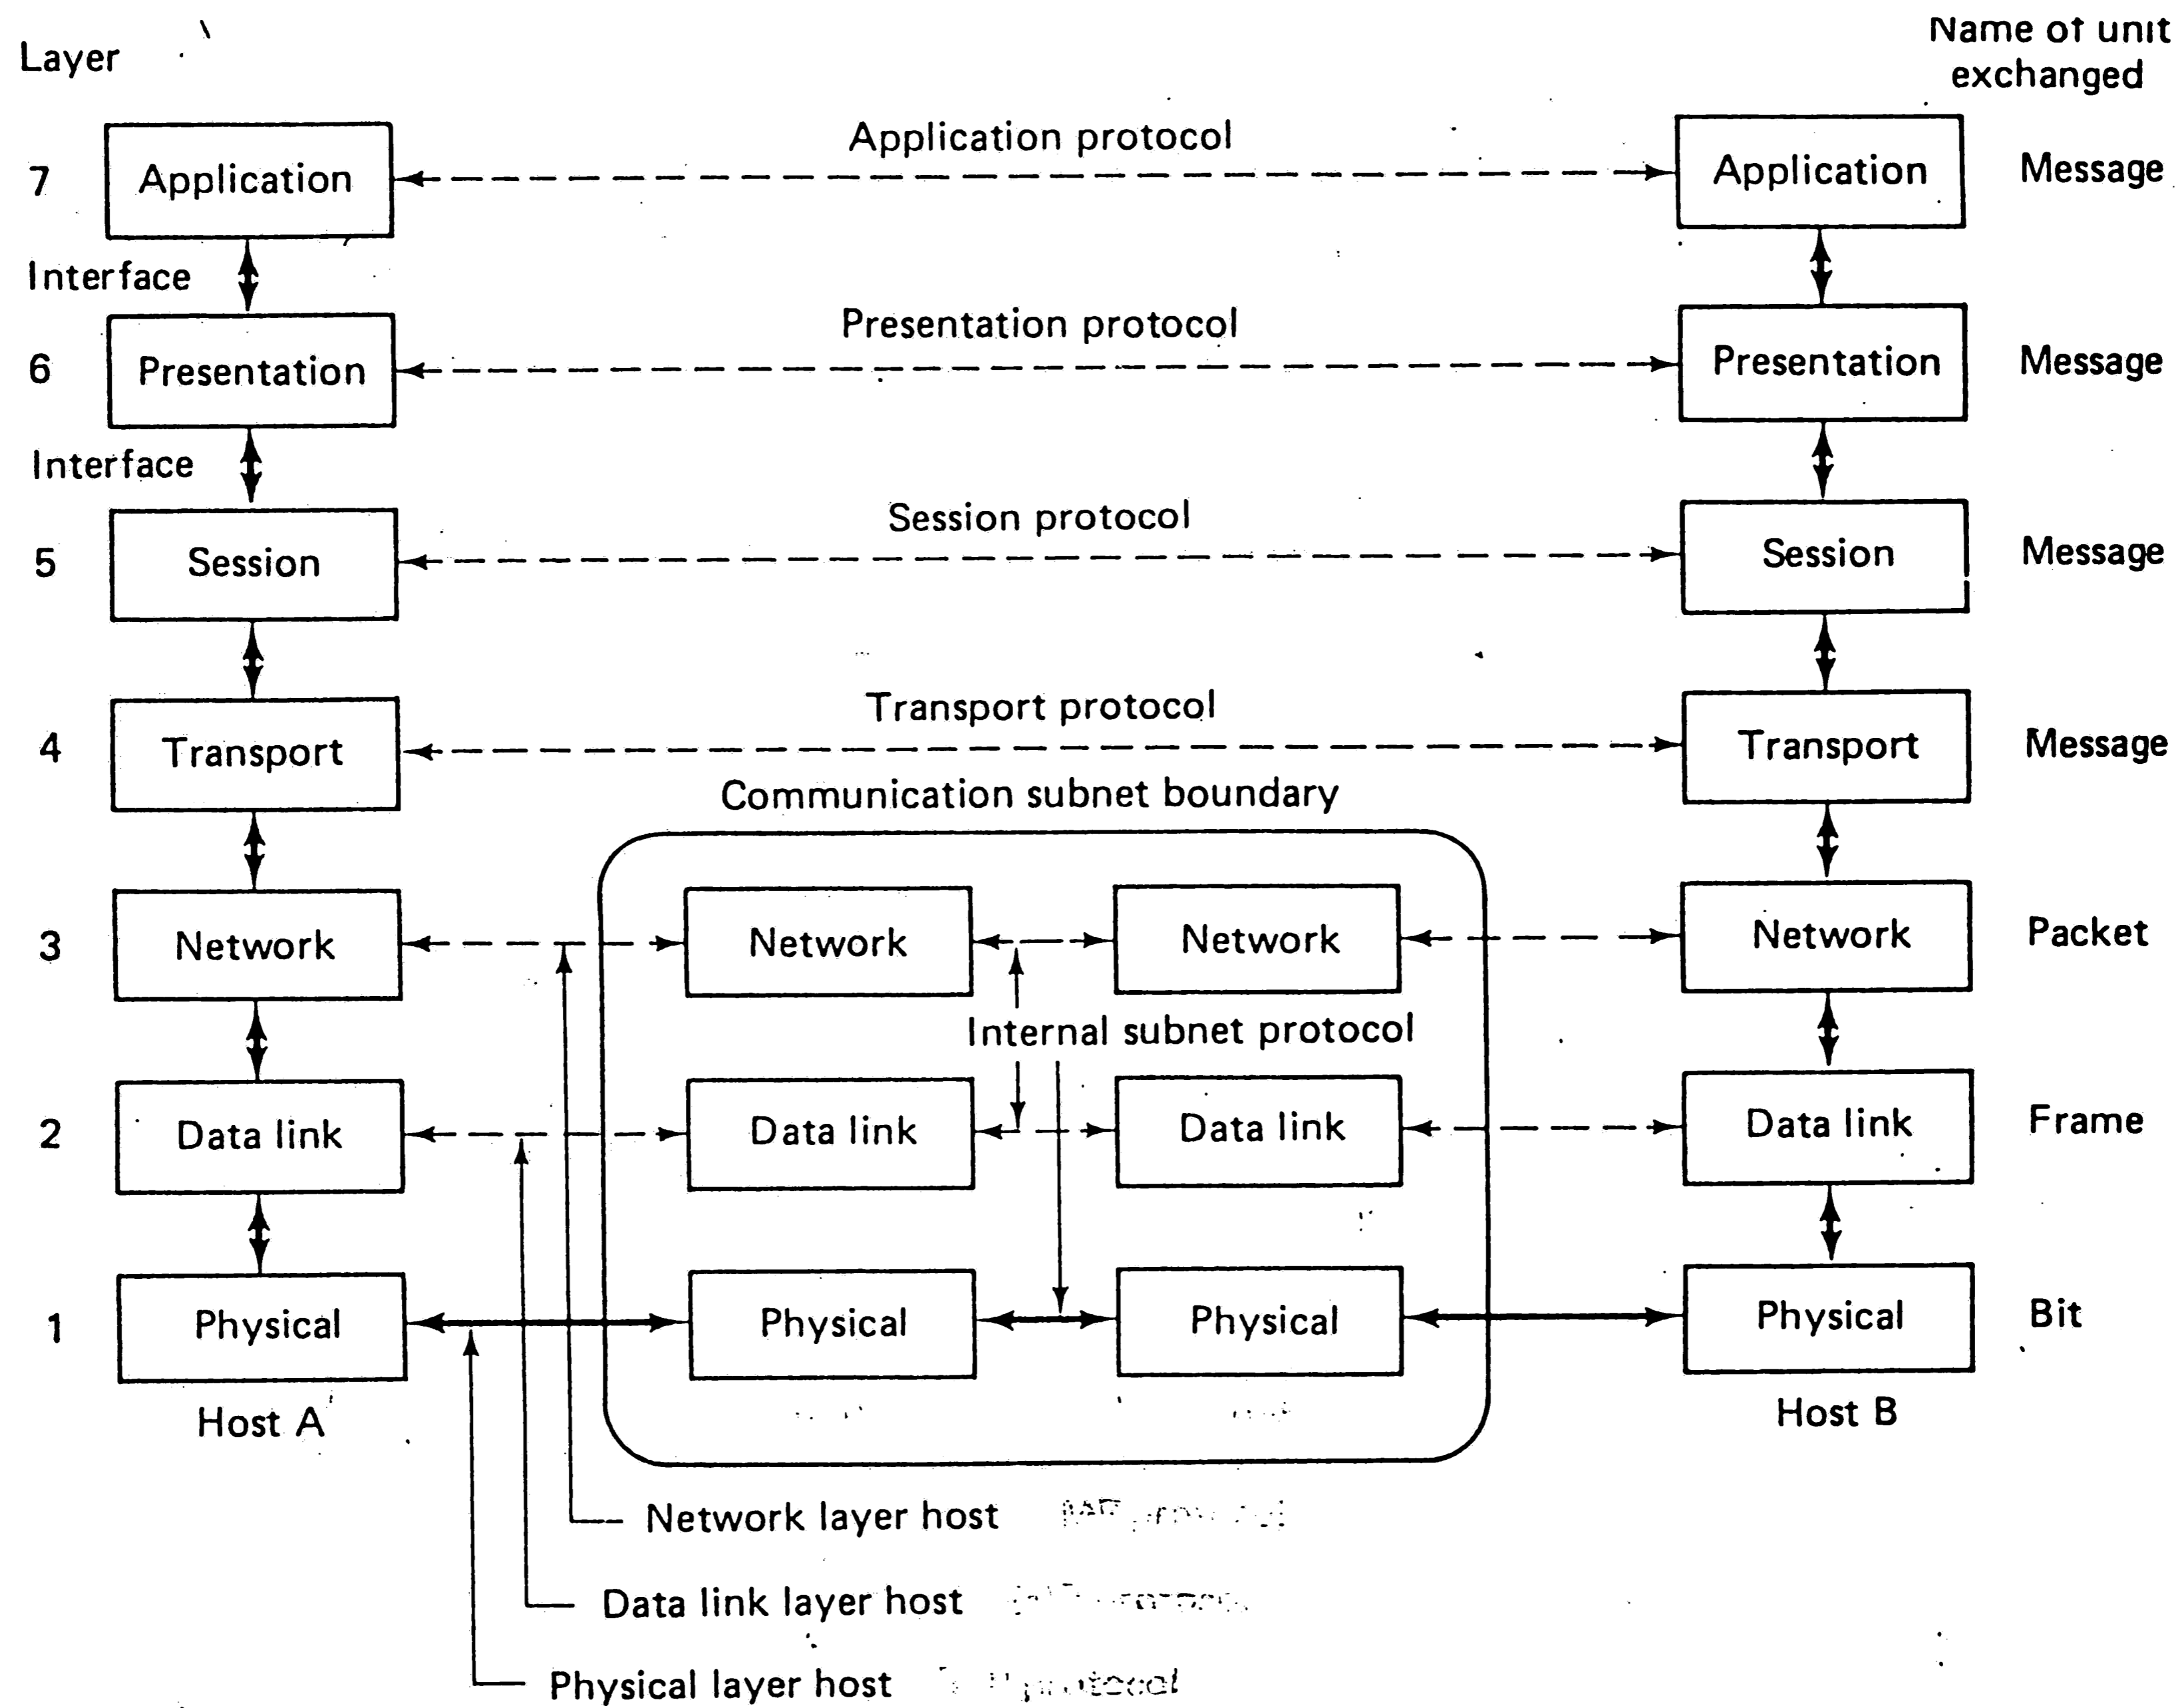 Layer
Name of unit
exchanged
Application protocol
7 Application Application Message
Interface
Presentation protocol
6 Presentation Presentation Message
Interface
Session protocol
5 Session Session Message
Transport protocol
4 Transport Transport Message
Communication subnet boundary
3 Network Network Network Network Packet
Internal subnet protocol
2 Data link Data link Data link Data link Frame
1 Physical Physical Physical Physical Bit
Host A Host B
Network layer host
Data link layer host
Physical layer host protocol